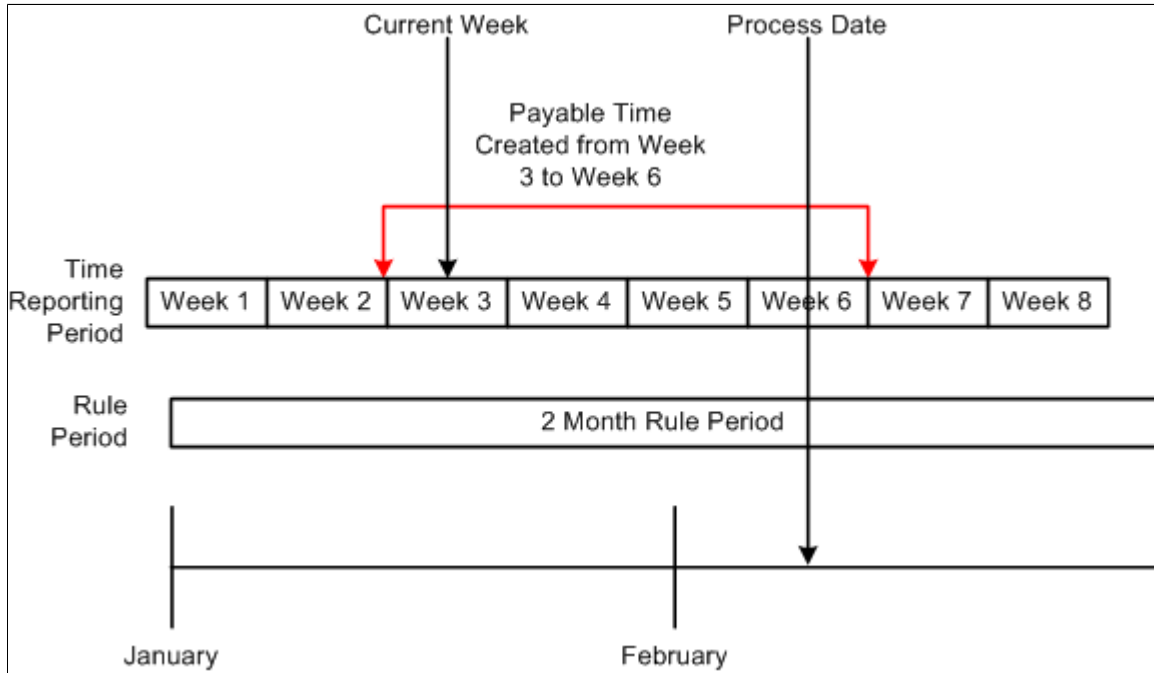 Current Week
Process Date
Payable Time
Created from Week
3 to Week 6
Time
Reporting
Period
Week 1
Week 2
Week 3
Week 4
Week 5
Week 6
Week 7
Week 8
Rule
Period
2 Month Rule Period
January
February